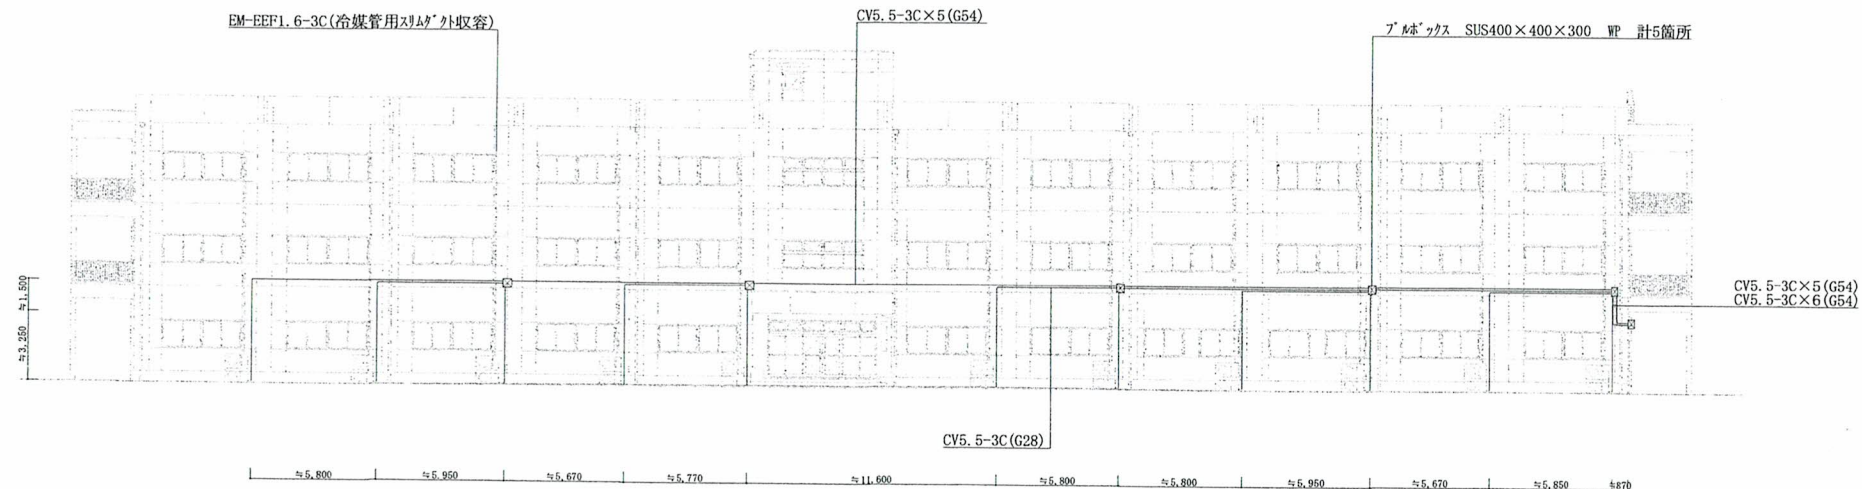 EM-EEF1.6-3C(冷媒管用ｽﾘﾑﾀﾞｸﾄ収容)
CV5.5-3C×5(G54)
ﾌﾟﾙﾎﾞｯｸｽ SUS400×400×300 WP 計5箇所
≒1,500
≒3,250
CV5.5-3C×5(G54)
CV5.5-3C×6(G54)
CV5.5-3C(G28)
≒5,800 ≒5,950 ≒5,670 ≒5,770 ≒11,600 ≒5,800 ≒5,800 ≒5,950 ≒5,670 ≒5,850 ≒870